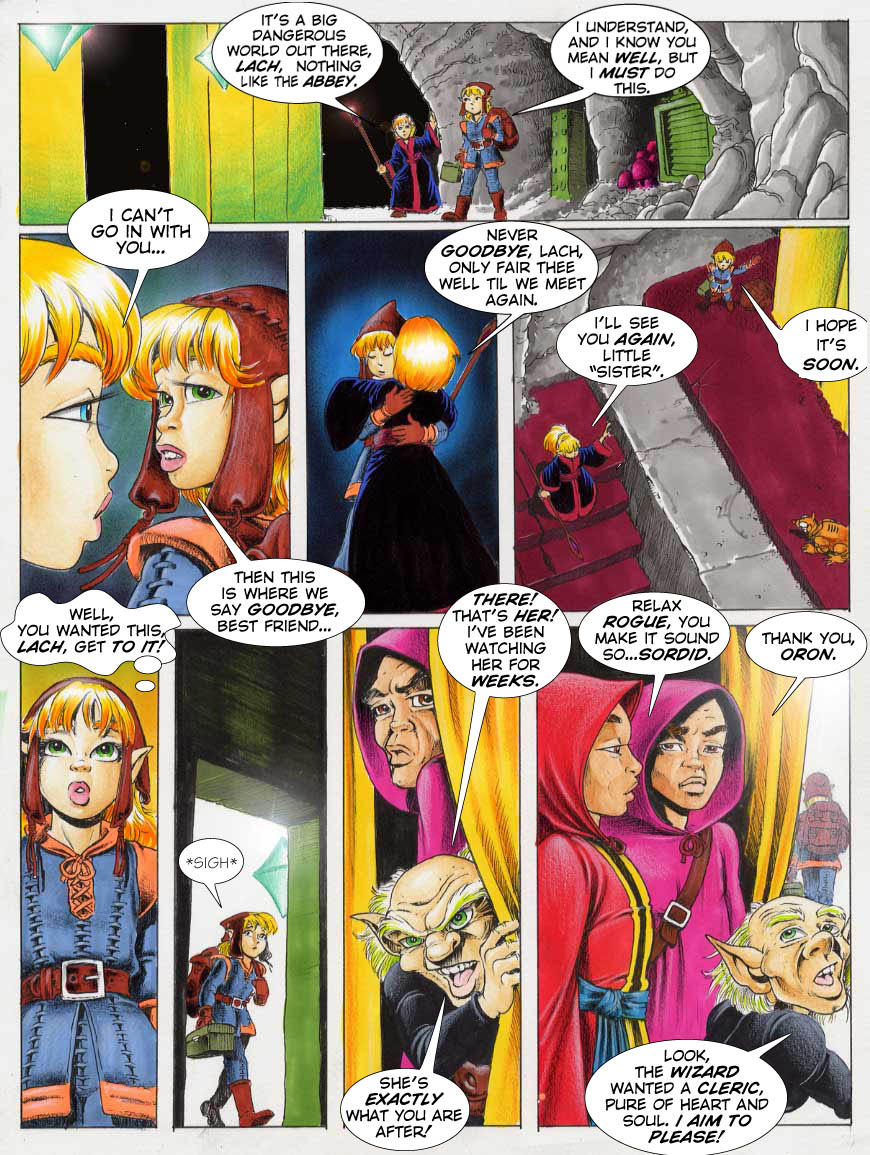 IT'S A BIG
DANGEROUS
WORLD OUT THERE,
LACH, NOTHING
LIKE THE ABBEY.
I UNDERSTAND,
AND I KNOW YOU
MEAN WELL, BUT
I MUST DO
THIS.
I CAN'T
GO IN WITH
YOU...
THEN THIS
IS WHERE WE
SAY GOODBYE,
BEST FRIEND...
NEVER
GOODBYE, LACH,
ONLY FAIR THEE
WELL TIL WE MEET
AGAIN.
I'LL SEE
YOU AGAIN,
LITTLE
"SISTER".
I HOPE
IT'S
SOON.
WELL,
YOU WANTED THIS,
LACH, GET TO IT!
*SIGH*
THERE!
THAT'S HER!
I'VE BEEN
WATCHING
HER FOR
WEEKS.
SHE'S
EXACTLY
WHAT YOU ARE
AFTER!
RELAX
ROGUE, YOU
MAKE IT SOUND
SO...SORDID.
THANK YOU,
ORON.
LOOK,
THE WIZARD
WANTED A CLERIC,
PURE OF HEART AND
SOUL. I AIM TO
PLEASE!